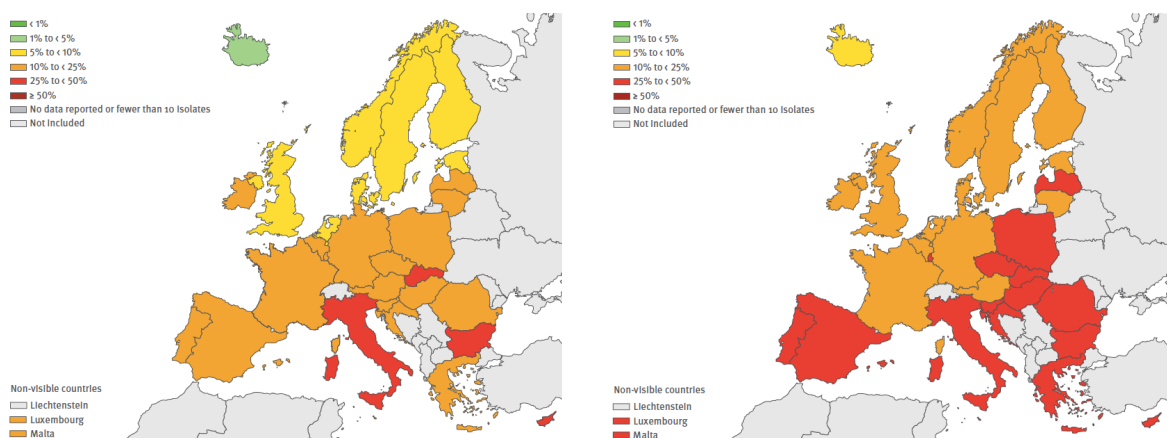 < 1%
1% to < 5%
5% to < 10%
10% to < 25%
25% to < 50%
≥ 50%
No data reported or fewer than 10 Isolates
Not Included
Non-visible countries
Liechtenstein
Luxembourg
Malta
< 1%
1% to < 5%
5% to < 10%
10% to < 25%
25% to < 50%
≥ 50%
No data reported or fewer than 10 Isolates
Not Included
Non-visible countries
Liechtenstein
Luxembourg
Malta